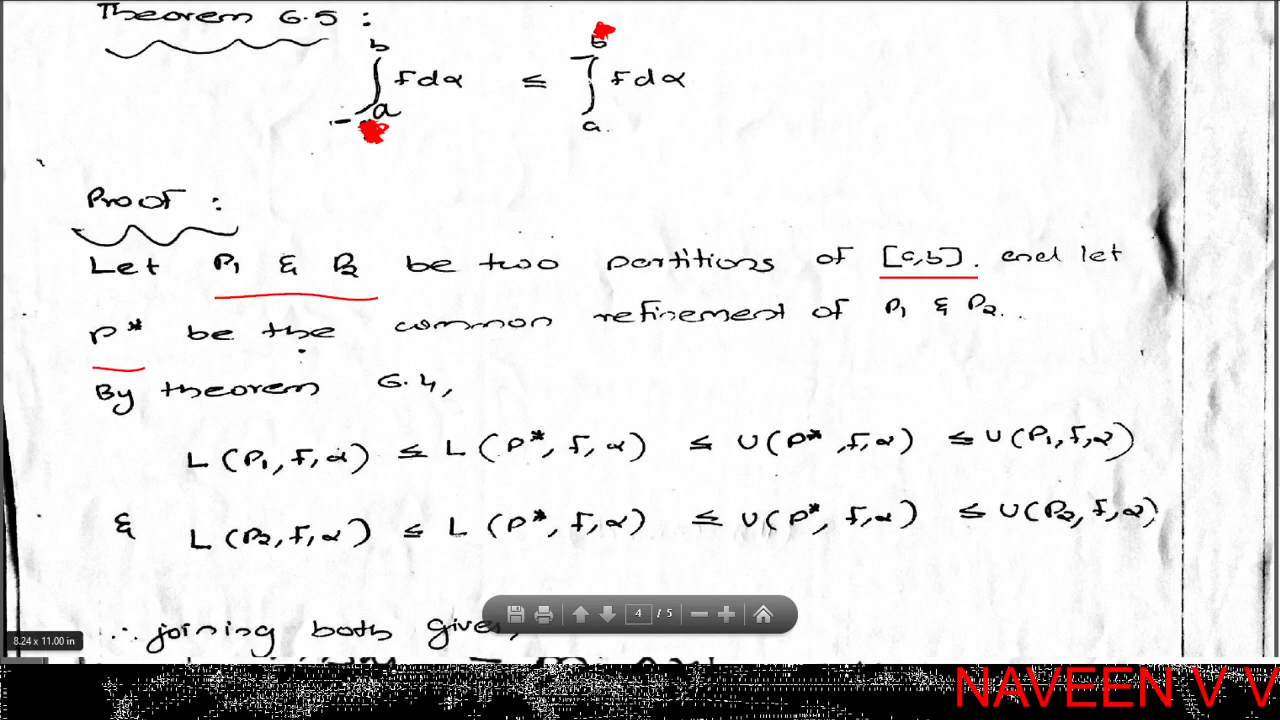 Theorem 6.5 :
∫_a^b f dα ≤ ∫_a^b f dα
Proof :
Let P₁ & P₂ be two partitions of [a,b]. and let
P* be the common refinement of P₁ & P₂.
By theorem 6.4,
L(P₁, f, α) ≤ L(P*, f, α) ≤ U(P*, f, α) ≤ U(P₁, f, α)
& L(P₂, f, α) ≤ L(P*, f, α) ≤ U(P*, f, α) ≤ U(P₂, f, α)
∴ joining both gives,
4 / 5
8.24 x 11.00 in
NAVEEN V V